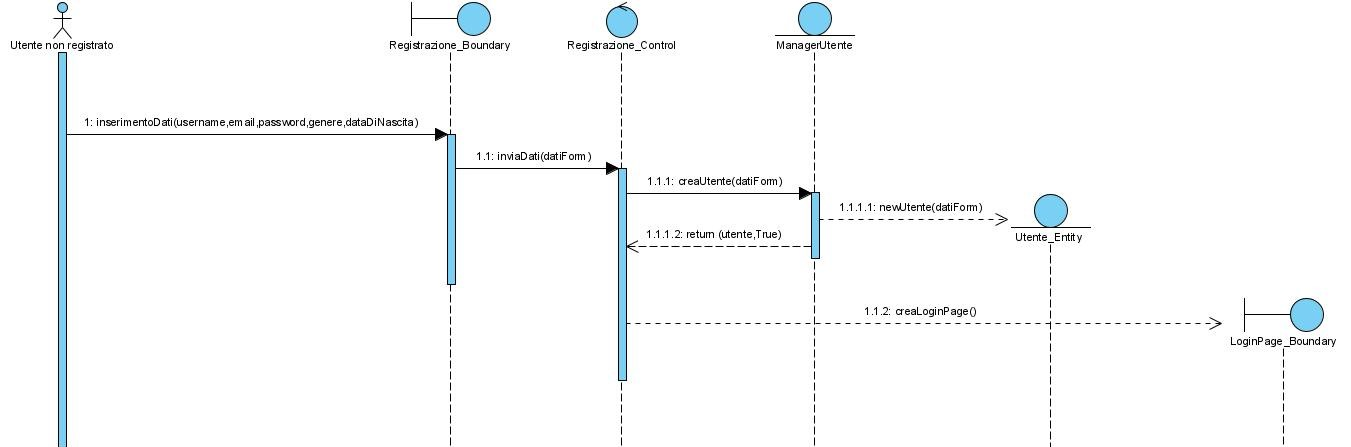 Utente non registrato
Registrazione_Boundary
Registrazione_Control
ManagerUtente
1: inserimentoDati(username,email,password,genere,dataDiNascita)
1.1: inviaDati(datiForm)
1.1.1: creaUtente(datiForm)
1.1.1.1: newUtente(datiForm)
1.1.1.2: return (utente,True)
Utente_Entity
1.1.2: creaLoginPage()
LoginPage_Boundary